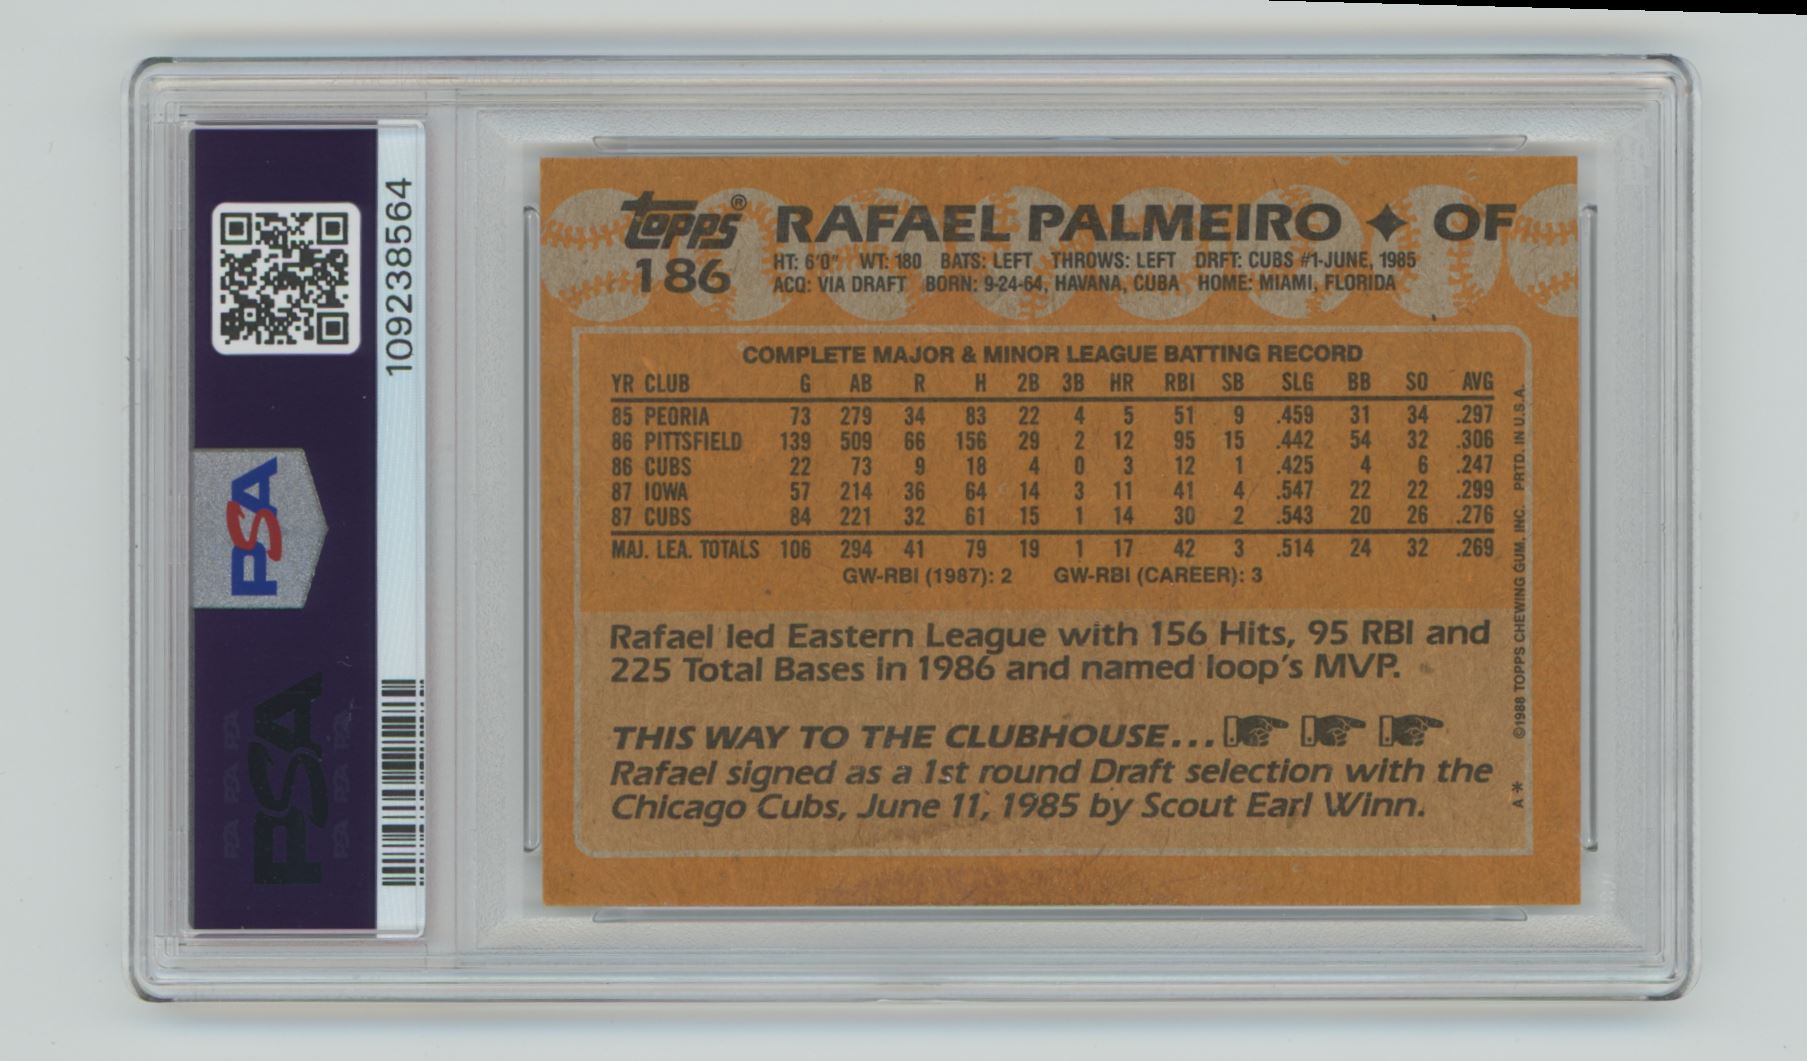 109238564
PSA
PSA
topps® RAFAEL PALMEIRO ✦ OF
186
HT: 6'0" WT: 180 BATS: LEFT THROWS: LEFT DRFT: CUBS #1-JUNE, 1985
ACQ: VIA DRAFT BORN: 9-24-64, HAVANA, CUBA HOME: MIAMI, FLORIDA
COMPLETE MAJOR & MINOR LEAGUE BATTING RECORD
YR CLUB G AB R H 2B 3B HR RBI SB SLG BB SO AVG
85 PEORIA 73 279 34 83 22 4 5 51 9 .459 31 34 .297
86 PITTSFIELD 139 509 66 156 29 2 12 95 15 .442 54 32 .306
86 CUBS 22 73 9 18 4 0 3 12 1 .425 4 6 .247
87 IOWA 57 214 36 64 14 3 11 41 4 .547 22 22 .299
87 CUBS 84 221 32 61 15 1 14 30 2 .543 20 26 .276
MAJ. LEA. TOTALS 106 294 41 79 19 1 17 42 3 .514 24 32 .269
GW-RBI (1987): 2 GW-RBI (CAREER): 3
Rafael led Eastern League with 156 Hits, 95 RBI and
225 Total Bases in 1986 and named loop's MVP.
THIS WAY TO THE CLUBHOUSE...
Rafael signed as a 1st round Draft selection with the
Chicago Cubs, June 11, 1985 by Scout Earl Winn.
©1988 TOPPS CHEWING GUM, INC. PRTD. IN U.S.A.
A*